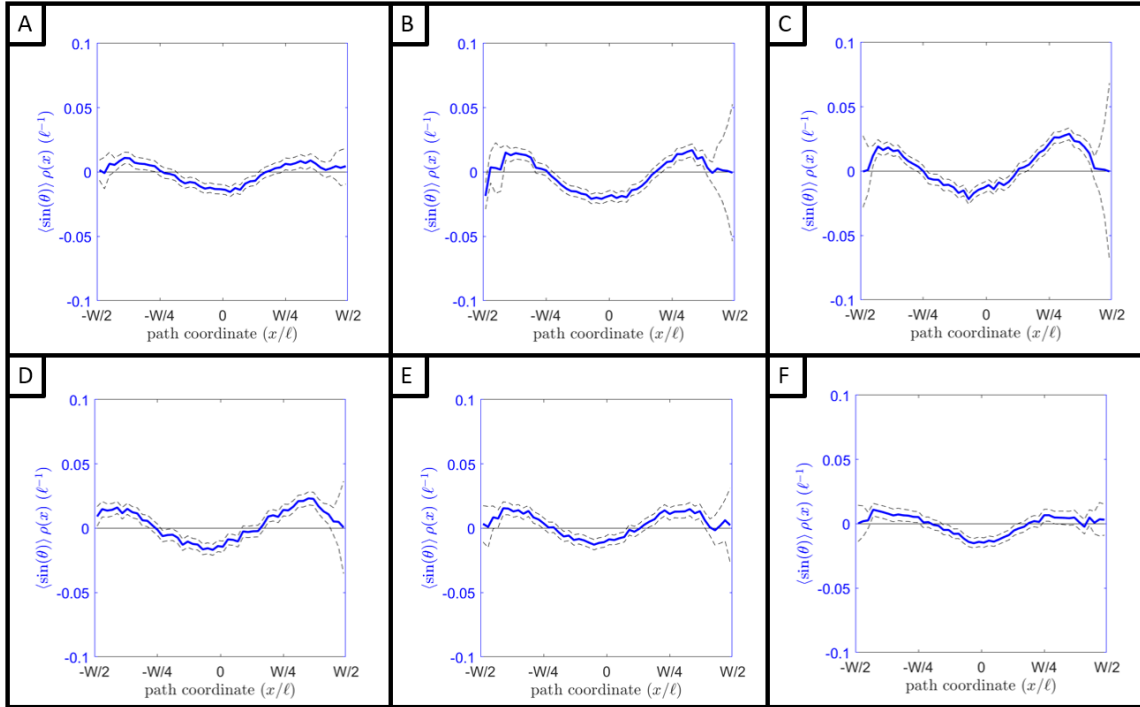 A
0.1
0.05
0
-0.05
-0.1
⟨sin(θ)⟩ ρ(x) (ℓ⁻¹)
-W/2 -W/4 0 W/4 W/2
path coordinate (x/ℓ)
B
0.1
0.05
0
-0.05
-0.1
⟨sin(θ)⟩ ρ(x) (ℓ⁻¹)
-W/2 -W/4 0 W/4 W/2
path coordinate (x/ℓ)
C
0.1
0.05
0
-0.05
-0.1
⟨sin(θ)⟩ ρ(x) (ℓ⁻¹)
-W/2 -W/4 0 W/4 W/2
path coordinate (x/ℓ)
D
0.1
0.05
0
-0.05
-0.1
⟨sin(θ)⟩ ρ(x) (ℓ⁻¹)
-W/2 -W/4 0 W/4 W/2
path coordinate (x/ℓ)
E
0.1
0.05
0
-0.05
-0.1
⟨sin(θ)⟩ ρ(x) (ℓ⁻¹)
-W/2 -W/4 0 W/4 W/2
path coordinate (x/ℓ)
F
0.1
0.05
0
-0.05
-0.1
⟨sin(θ)⟩ ρ(x) (ℓ⁻¹)
-W/2 -W/4 0 W/4 W/2
path coordinate (x/ℓ)